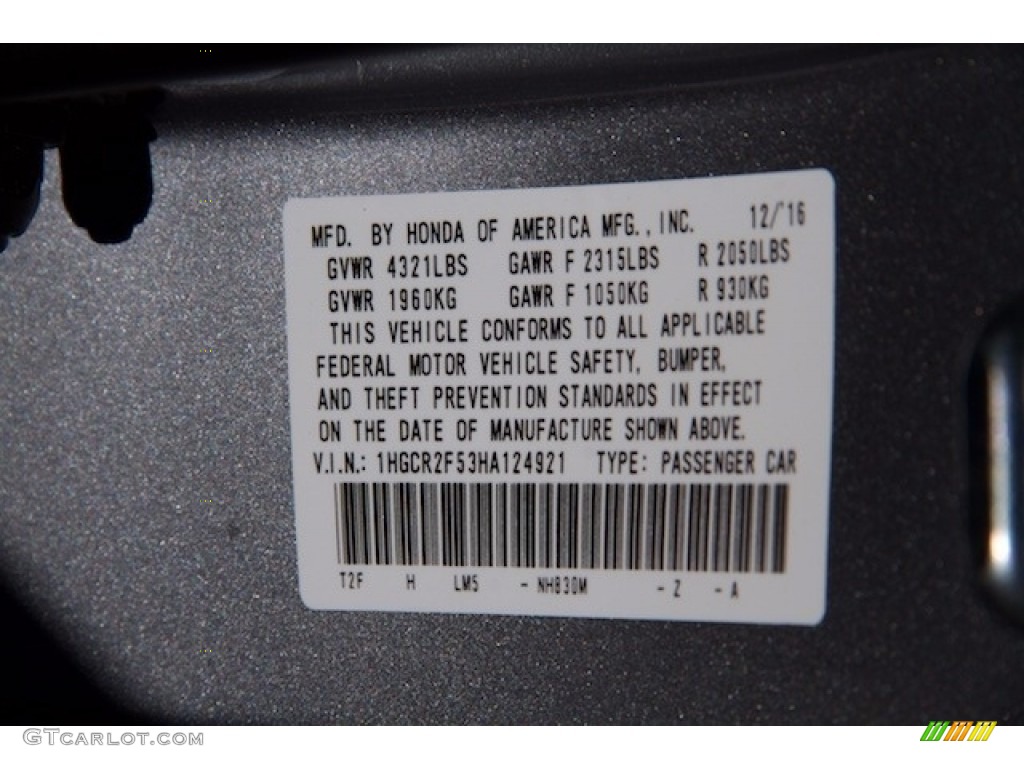 MFD. BY HONDA OF AMERICA MFG., INC. 12/'16
GVWR 4321LBS GAWR F 2315LBS R 2050LBS
GVWR 1960KG GAWR F 1050KG R 930KG
THIS VEHICLE CONFORMS TO ALL APPLICABLE
FEDERAL MOTOR VEHICLE SAFETY, BUMPER,
AND THEFT PREVENTION STANDARDS IN EFFECT
ON THE DATE OF MANUFACTURE SHOWN ABOVE.
V.I.N.: 1HGCR2F53HA124921 TYPE: PASSENGER CAR
T2F H LM5 - NH830M - Z - A
GTCarLot.com